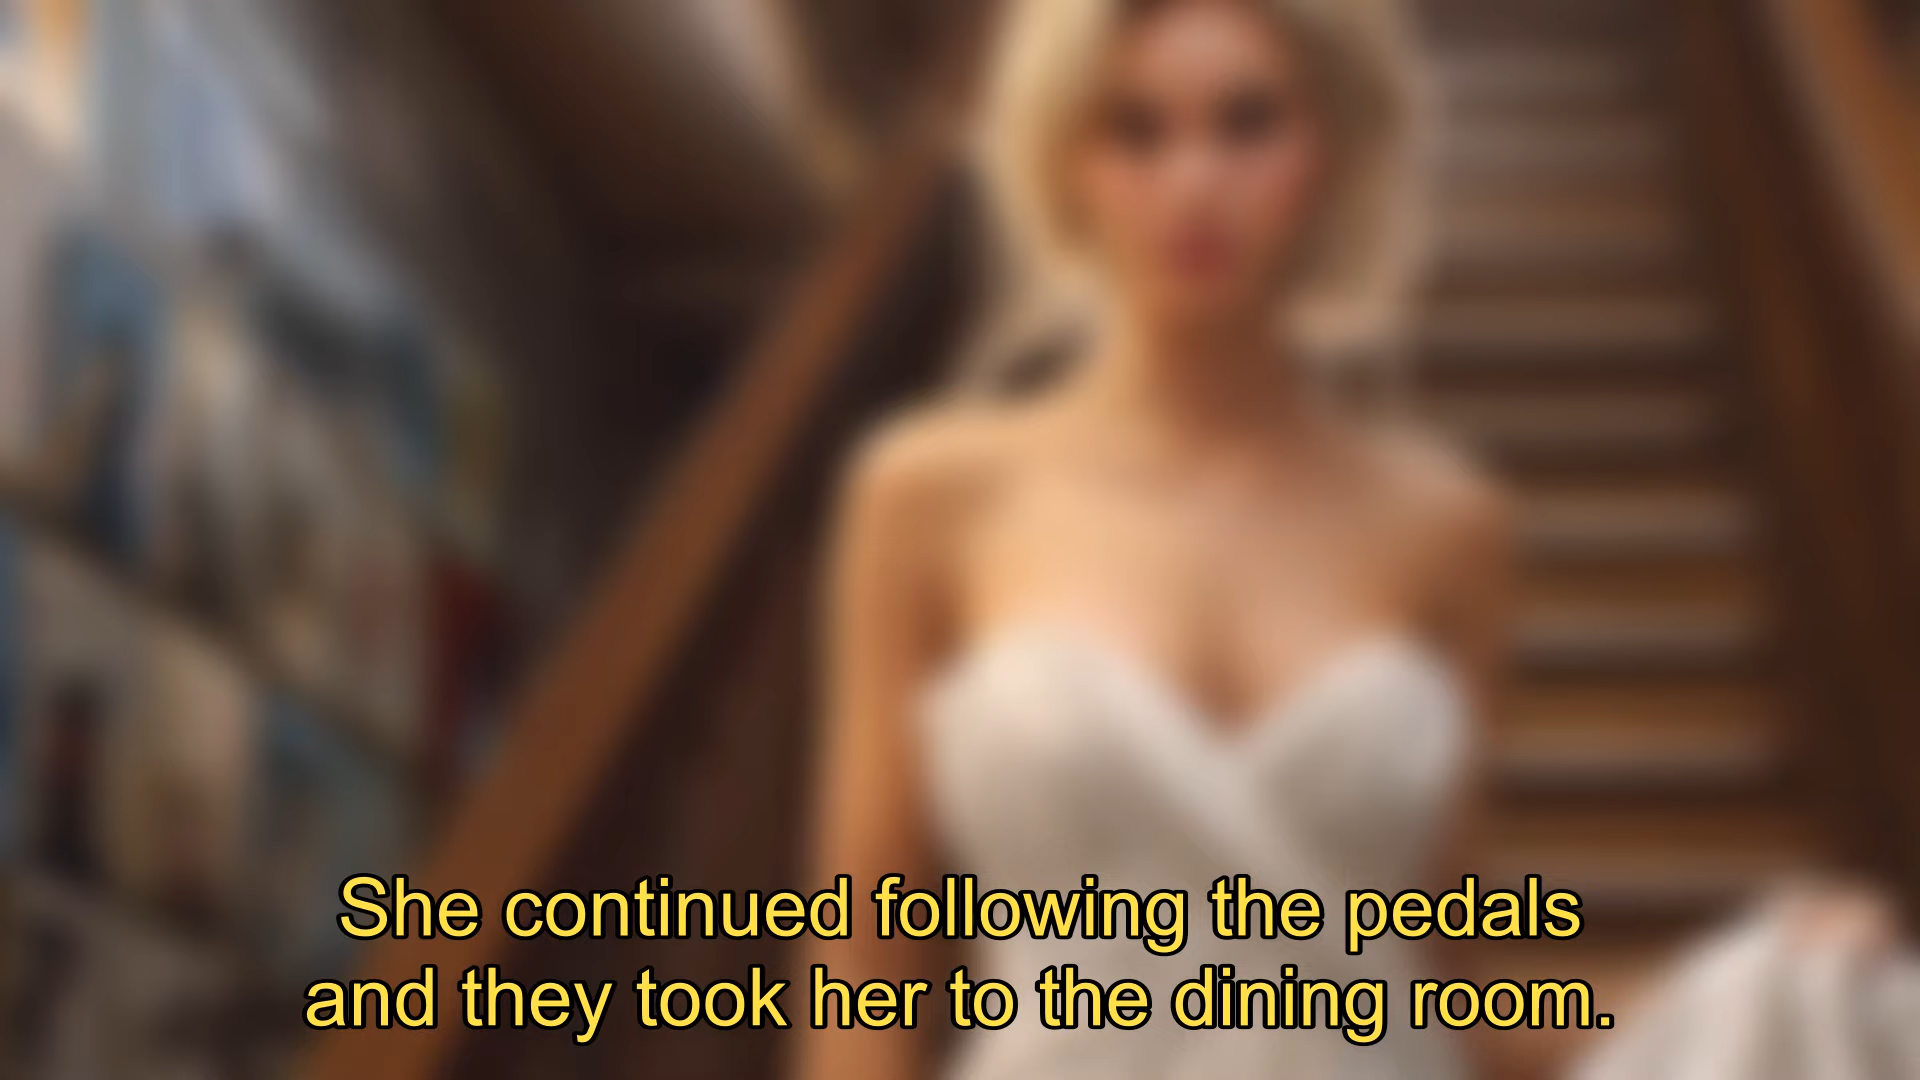 She continued following the pedals
and they took her to the dining room.